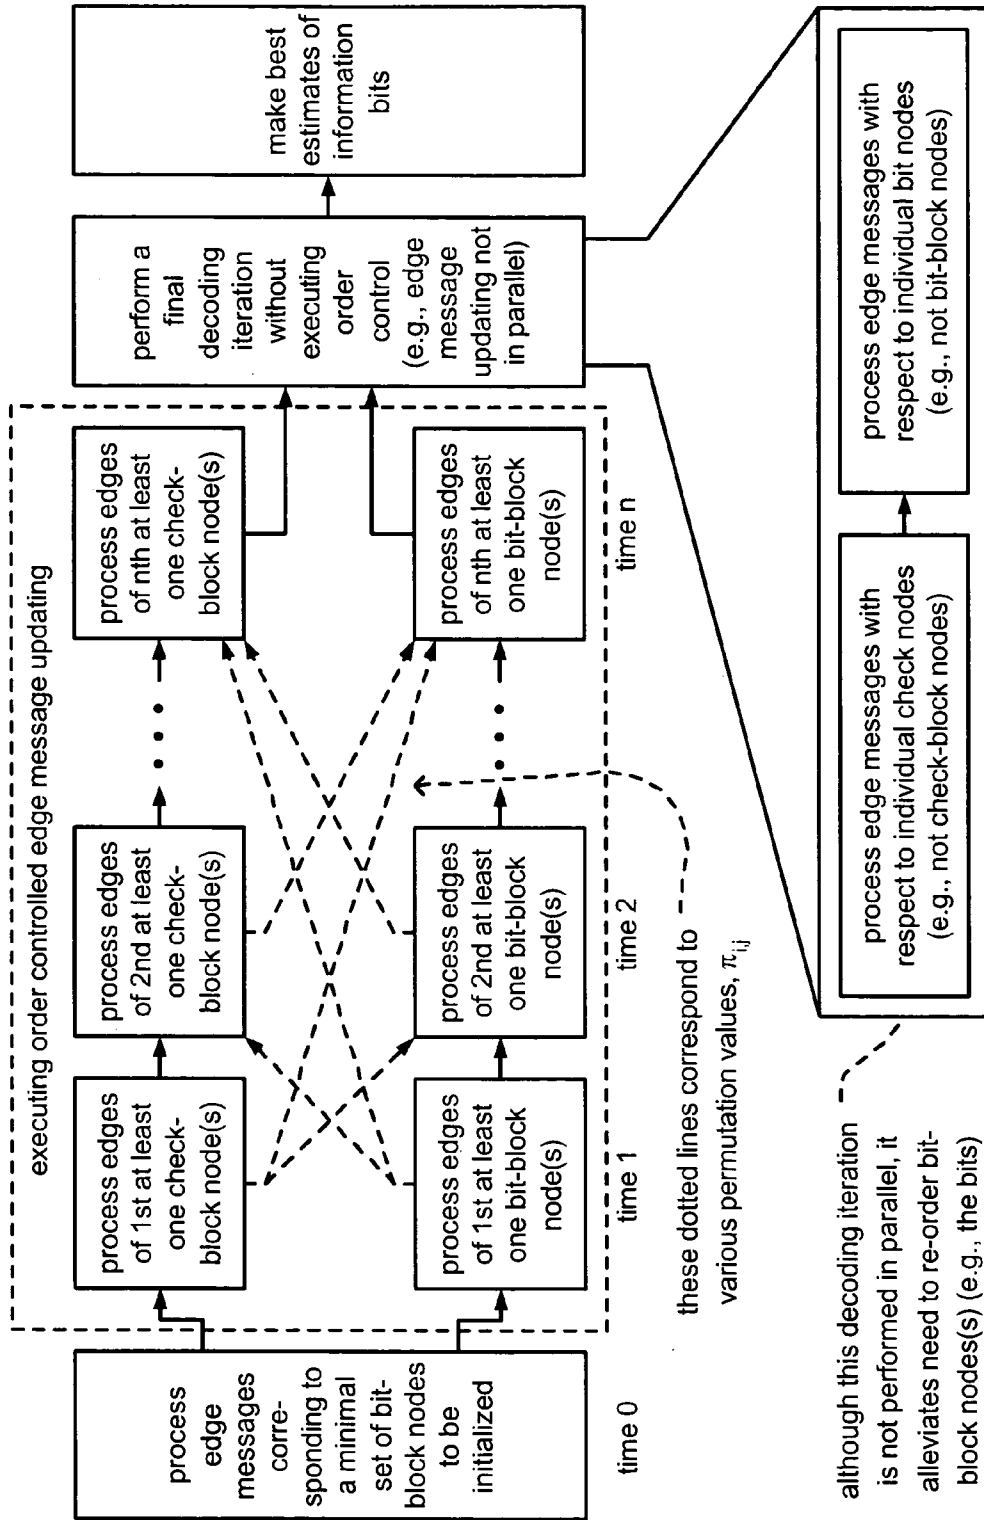 process
edge
messages
corre-
sponding to
a minimal
set of bit-
block nodes
to be
initialized
time 0
executing order controlled edge message updating
process edges
of 1st at least
one check-
block node(s)
process edges
of 2nd at least
one check-
block node(s)
process edges
of nth at least
one check-
block node(s)
process edges
of 1st at least
one bit-block
node(s)
process edges
of 2nd at least
one bit-block
node(s)
process edges
of nth at least
one bit-block
node(s)
time 1
time 2
time n
these dotted lines correspond to
various permutation values, π i,j
perform a
final
decoding
iteration
without
executing
order
control
(e.g., edge
message
updating not
in parallel)
make best
estimates of
information
bits
although this decoding iteration
is not performed in parallel, it
alleviates need to re-order bit-
block nodes(s) (e.g., the bits)
process edge messages with
respect to individual check nodes
(e.g., not check-block nodes)
process edge messages with
respect to individual bit nodes
(e.g., not bit-block nodes)